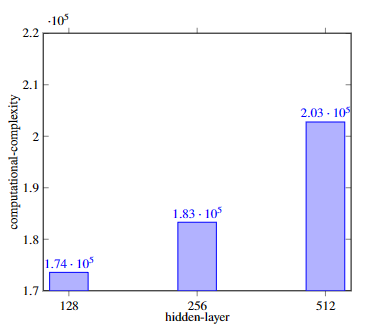 ·10⁵
2.2
2.1
2
1.9
1.8
1.7
computational-complexity
1.74 · 10⁵
1.83 · 10⁵
2.03 · 10⁵
128 256 512
hidden-layer